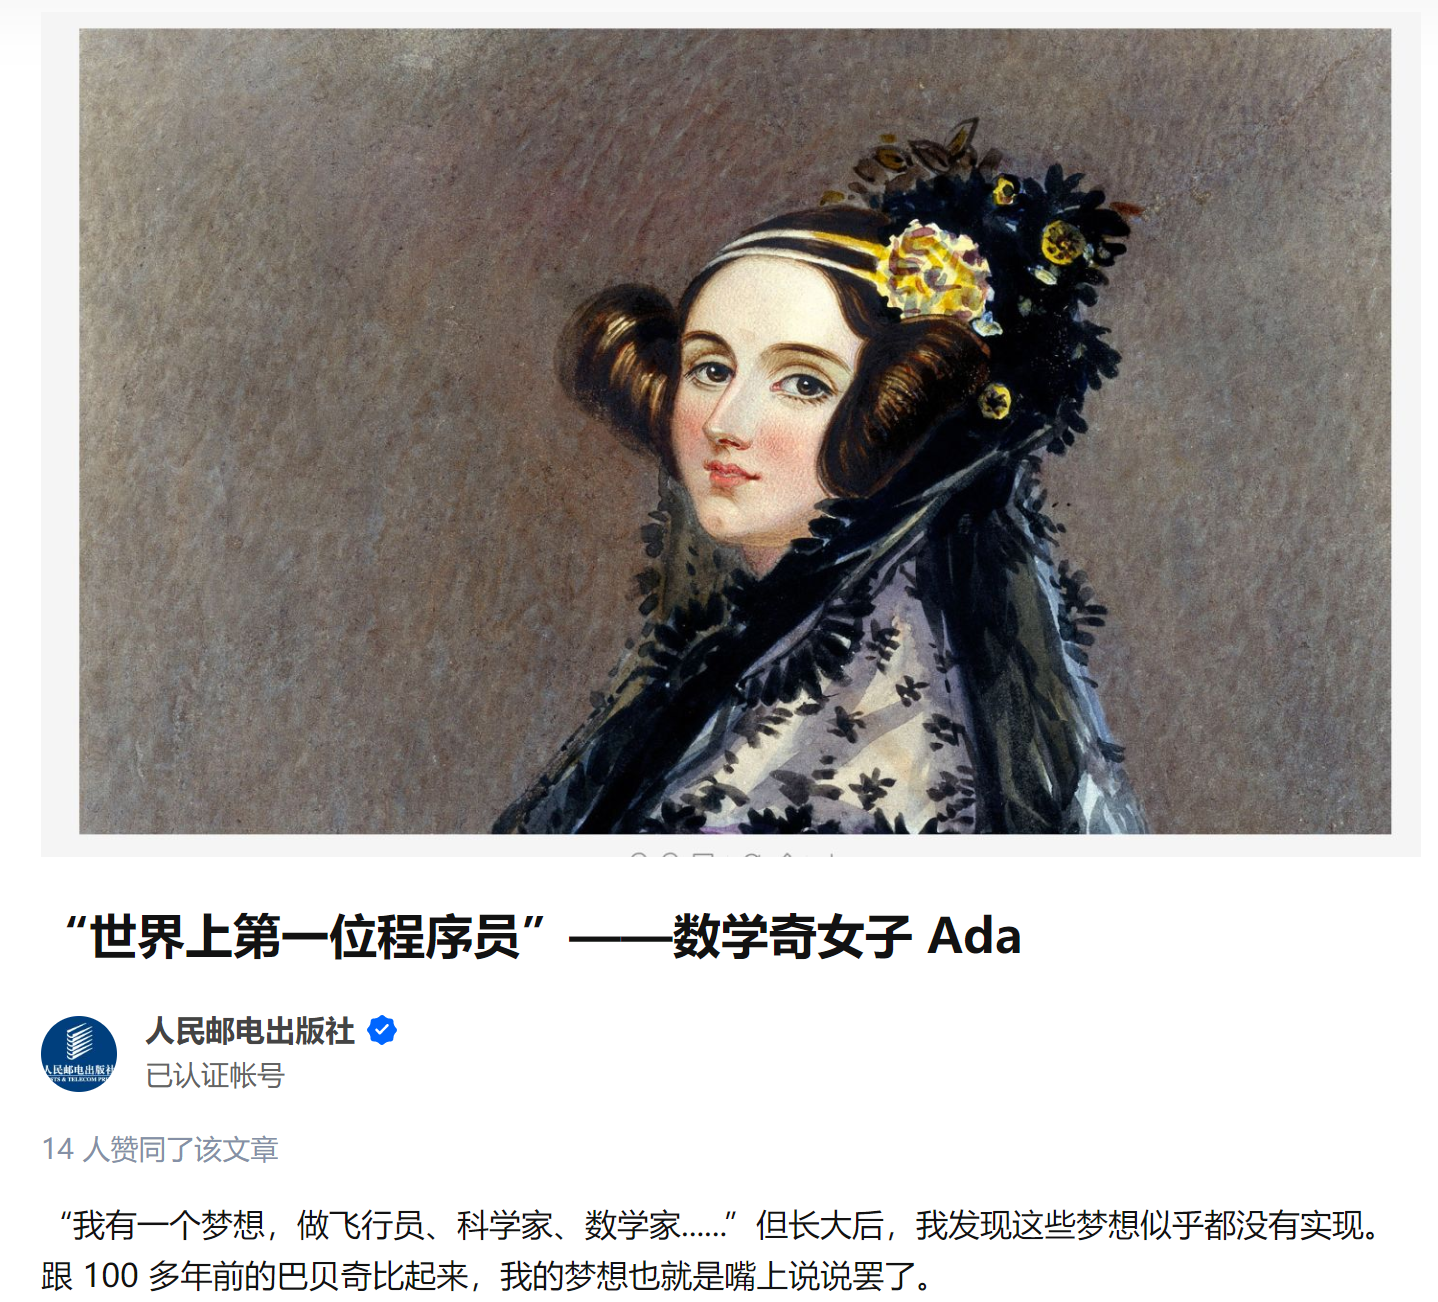 “世界上第一位程序员”——数学奇女子 Ada
人民邮电出版社
人民邮电出版社
已认证帐号
14 人赞同了该文章
“我有一个梦想，做飞行员、科学家、数学家......”但长大后，我发现这些梦想似乎都没有实现。
跟 100 多年前的巴贝奇比起来，我的梦想也就是嘴上说说罢了。